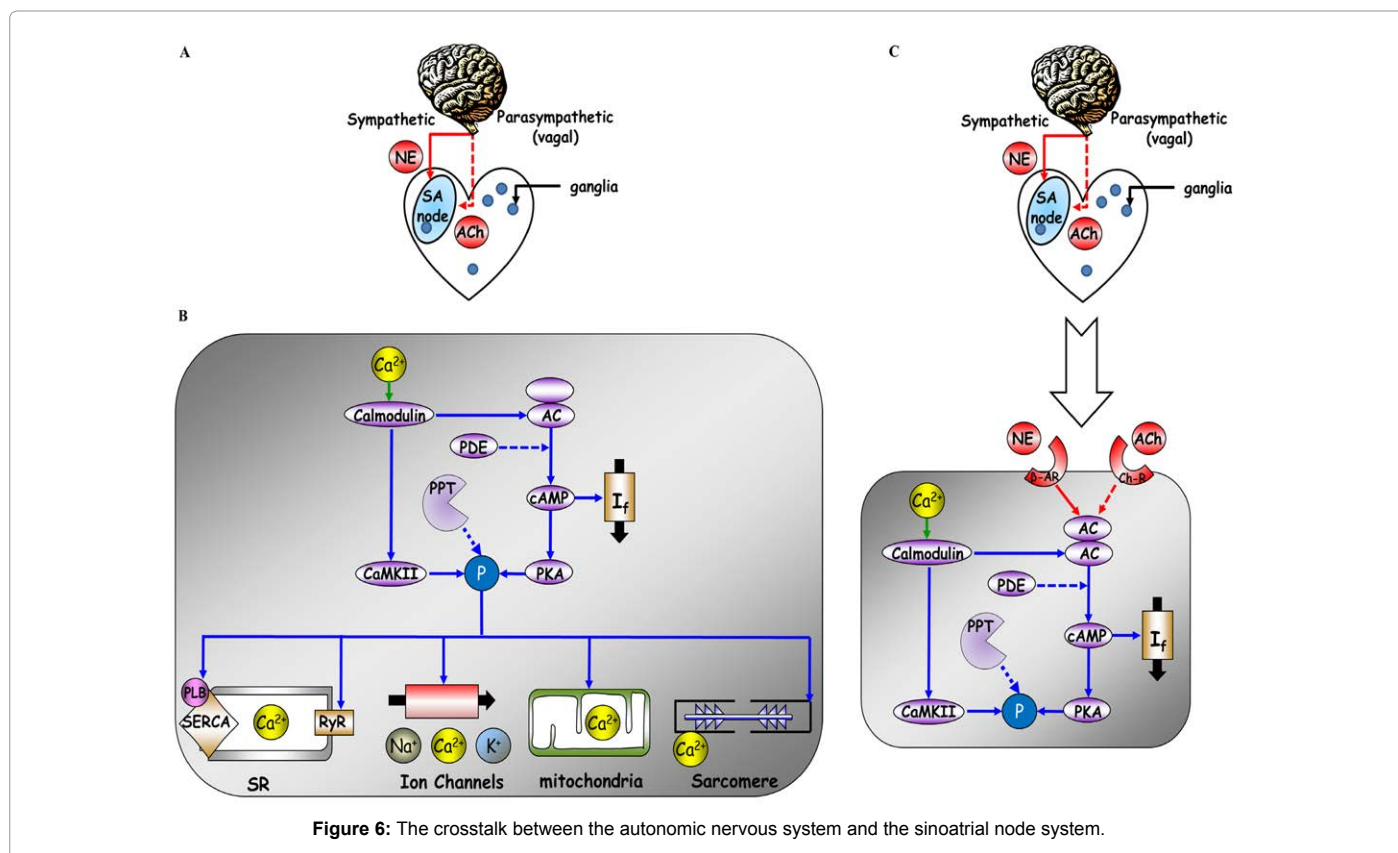 A
Sympathetic
Parasympathetic
(vagal)
NE
SA
node
ACh
ganglia
B
Ca²⁺
Calmodulin
AC
PDE
PPT
cAMP
I_f
CaMKII
P
PKA
PLB
SERCA
Ca²⁺
RyR
SR
Na⁺
Ca²⁺
K⁺
Ion Channels
Ca²⁺
mitochondria
Ca²⁺
Sarcomere
C
Sympathetic
Parasympathetic
(vagal)
NE
SA
node
ACh
ganglia
NE
ACh
β-AR
Ch-R
Ca²⁺
AC
Calmodulin
AC
PDE
PPT
cAMP
I_f
CaMKII
P
PKA
Figure 6: The crosstalk between the autonomic nervous system and the sinoatrial node system.